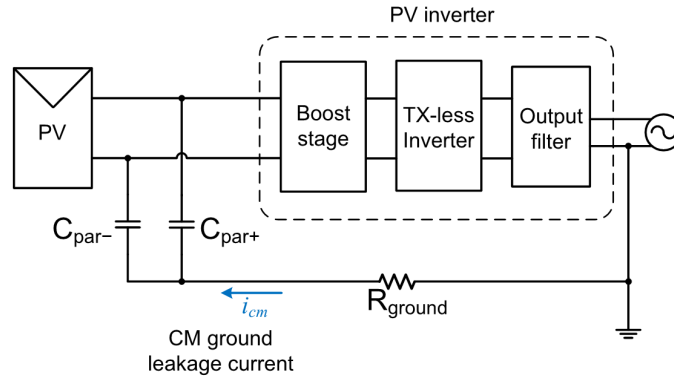 PV inverter
PV
Boost
stage
TX-less
Inverter
Output
filter
Cpar−
Cpar+
Rground
icm
CM ground
leakage current